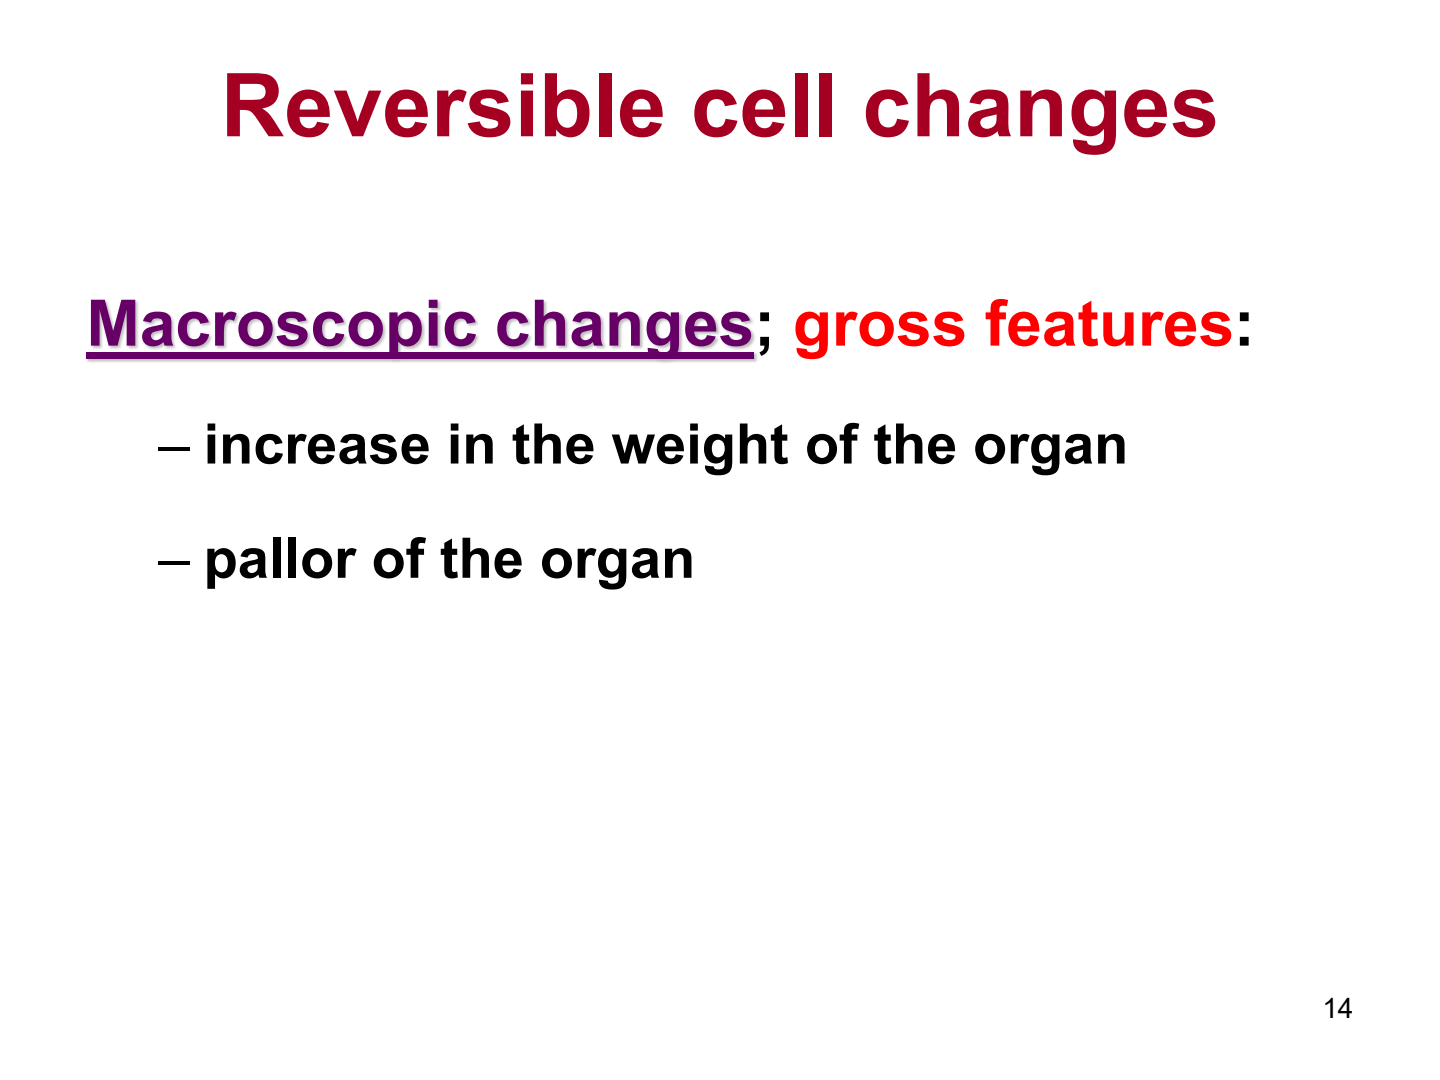 Reversible cell changes
Macroscopic changes; gross features:
– increase in the weight of the organ
– pallor of the organ
14